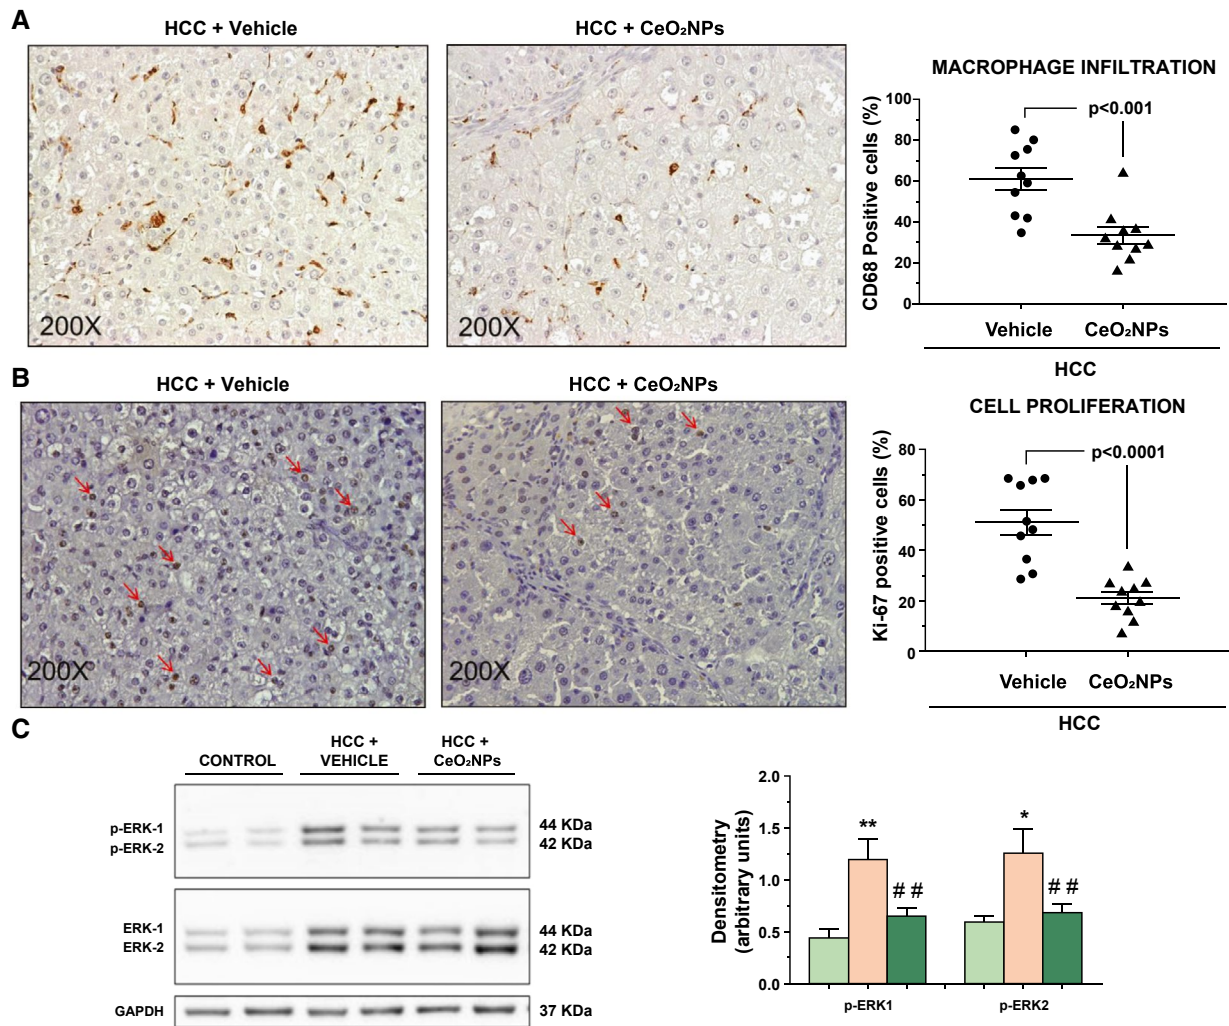 A
HCC + Vehicle
HCC + CeO₂NPs
200X
200X
MACROPHAGE INFILTRATION
CD68 Positive cells (%)
100
80
60
40
20
0
p<0.001
Vehicle
CeO₂NPs
HCC
B
HCC + Vehicle
HCC + CeO₂NPs
200X
200X
CELL PROLIFERATION
Ki-67 positive cells (%)
80
60
40
20
0
p<0.0001
Vehicle
CeO₂NPs
HCC
C
CONTROL
HCC +
VEHICLE
HCC +
CeO₂NPs
p-ERK-1
p-ERK-2
44 KDa
42 KDa
ERK-1
ERK-2
44 KDa
42 KDa
GAPDH
37 KDa
Densitometry
(arbitrary units)
2.0
1.5
1.0
0.5
0.0
**
##
*
##
p-ERK1
p-ERK2